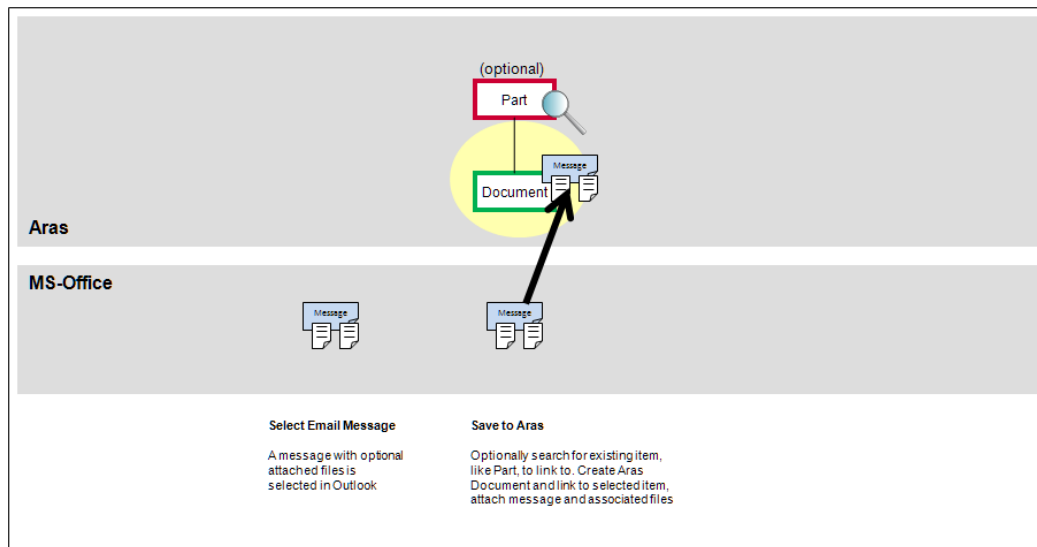 (optional)
Part
Message
Document
Aras
MS-Office
Message
Message
Select Email Message
A message with optional
attached files is
selected in Outlook
Save to Aras
Optionally search for existing item,
like Part, to link to. Create Aras
Document and link to selected item,
attach message and associated files